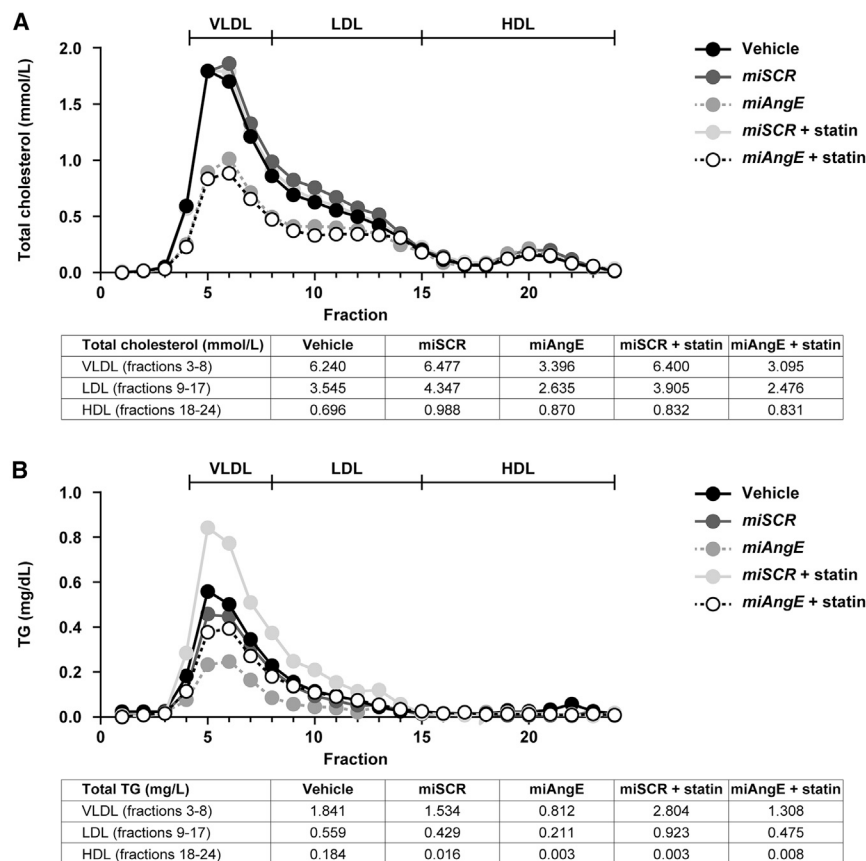 A
VLDL LDL HDL
2.0
1.5
1.0
0.5
0.0
Total cholesterol (mmol/L)
0 5 10 15 20
Fraction
Vehicle
miSCR
miAngE
miSCR + statin
miAngE + statin
Total cholesterol (mmol/L) Vehicle miSCR miAngE miSCR + statin miAngE + statin
VLDL (fractions 3-8) 6.240 6.477 3.396 6.400 3.095
LDL (fractions 9-17) 3.545 4.347 2.635 3.905 2.476
HDL (fractions 18-24) 0.696 0.988 0.870 0.832 0.831
B
VLDL LDL HDL
1.0
0.8
0.6
0.4
0.2
0.0
TG (mg/dL)
0 5 10 15 20
Fraction
Vehicle
miSCR
miAngE
miSCR + statin
miAngE + statin
Total TG (mg/L) Vehicle miSCR miAngE miSCR + statin miAngE + statin
VLDL (fractions 3-8) 1.841 1.534 0.812 2.804 1.308
LDL (fractions 9-17) 0.559 0.429 0.211 0.923 0.475
HDL (fractions 18-24) 0.184 0.016 0.003 0.003 0.008